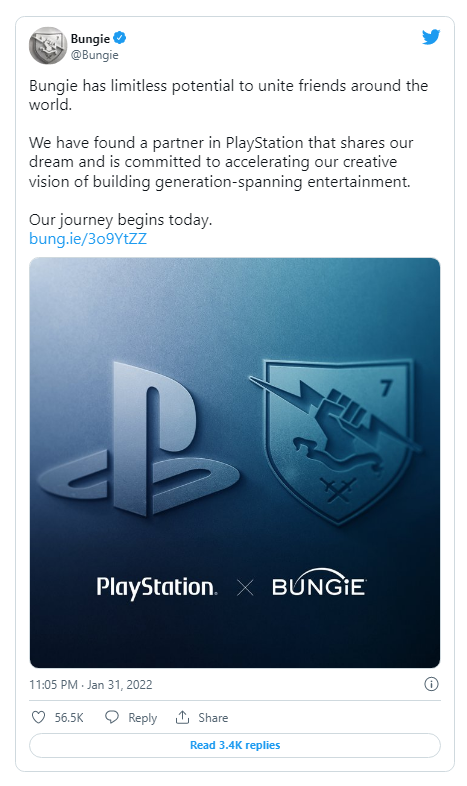 Bungie
@Bungie
Bungie has limitless potential to unite friends around the
world.
We have found a partner in PlayStation that shares our
dream and is committed to accelerating our creative
vision of building generation-spanning entertainment.
Our journey begins today.
bung.ie/3o9YtZZ
7
PlayStation. × BUNGiE
11:05 PM · Jan 31, 2022
56.5K Reply Share
Read 3.4K replies